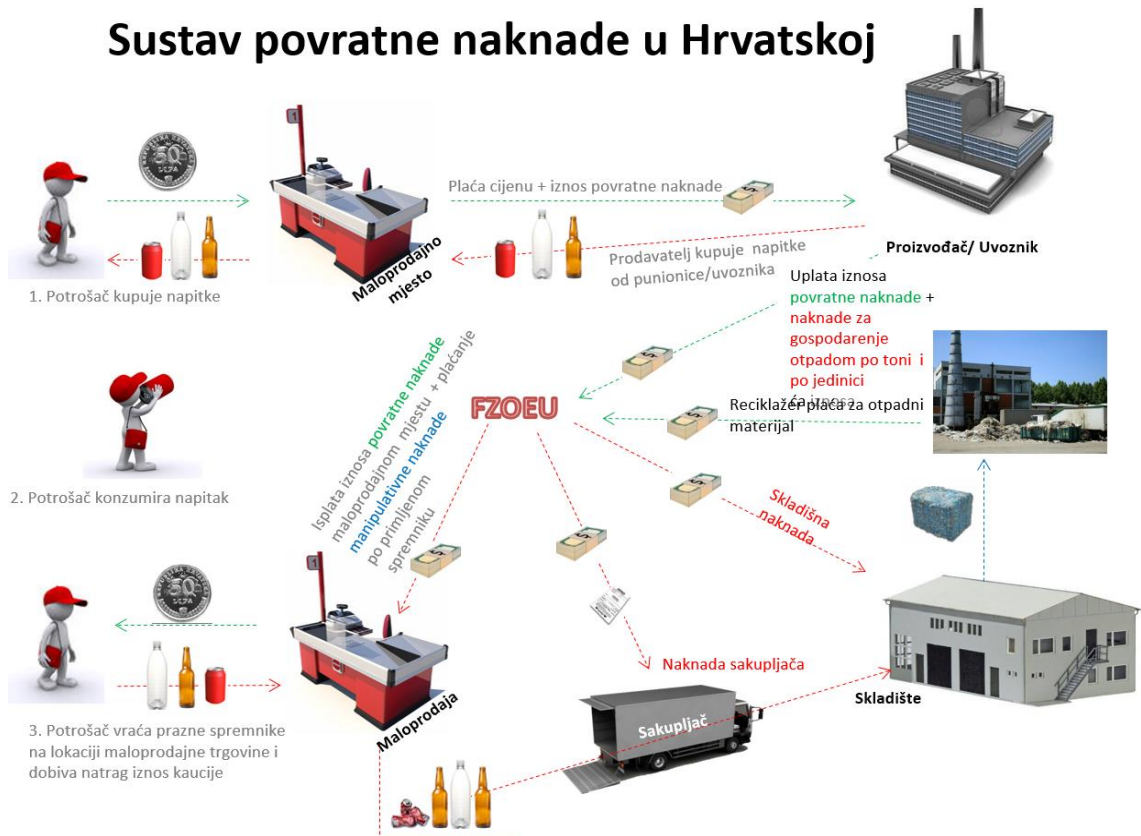 Sustav povratne naknade u Hrvatskoj
Plaća cijenu + iznos povratne naknade
Prodavatelj kupuje napitke
od punionice/uvoznika
Proizvođač/ Uvoznik
Maloprodajno
mjesto
1. Potrošač kupuje napitke
Uplata iznosa
povratne naknade +
naknade za
gospodarenje
otpadom po toni i
po jedinici
Reciklažer plaća za otpadni
materijal
FZOEU
Isplata iznosa povratne naknade
maloprodajnom mjestu + plaćanje
manipulativne naknade
po primljenom
spremniku
2. Potrošač konzumira napitak
Skladišna
naknada
Naknada sakupljača
Skladište
Sakupljač
Maloprodaja
3. Potrošač vraća prazne spremnike
na lokaciji maloprodajne trgovine i
dobiva natrag iznos kaucije